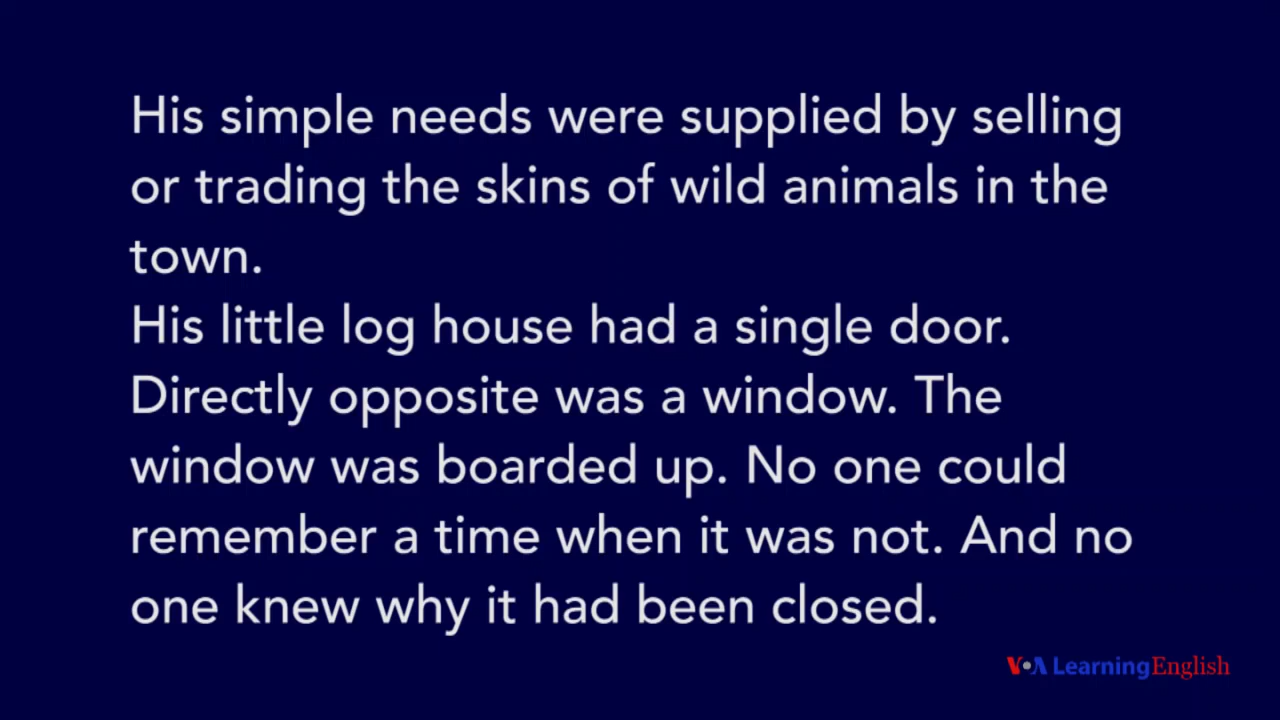 His simple needs were supplied by selling
or trading the skins of wild animals in the
town.
His little log house had a single door.
Directly opposite was a window. The
window was boarded up. No one could
remember a time when it was not. And no
one knew why it had been closed.
VOA Learning English